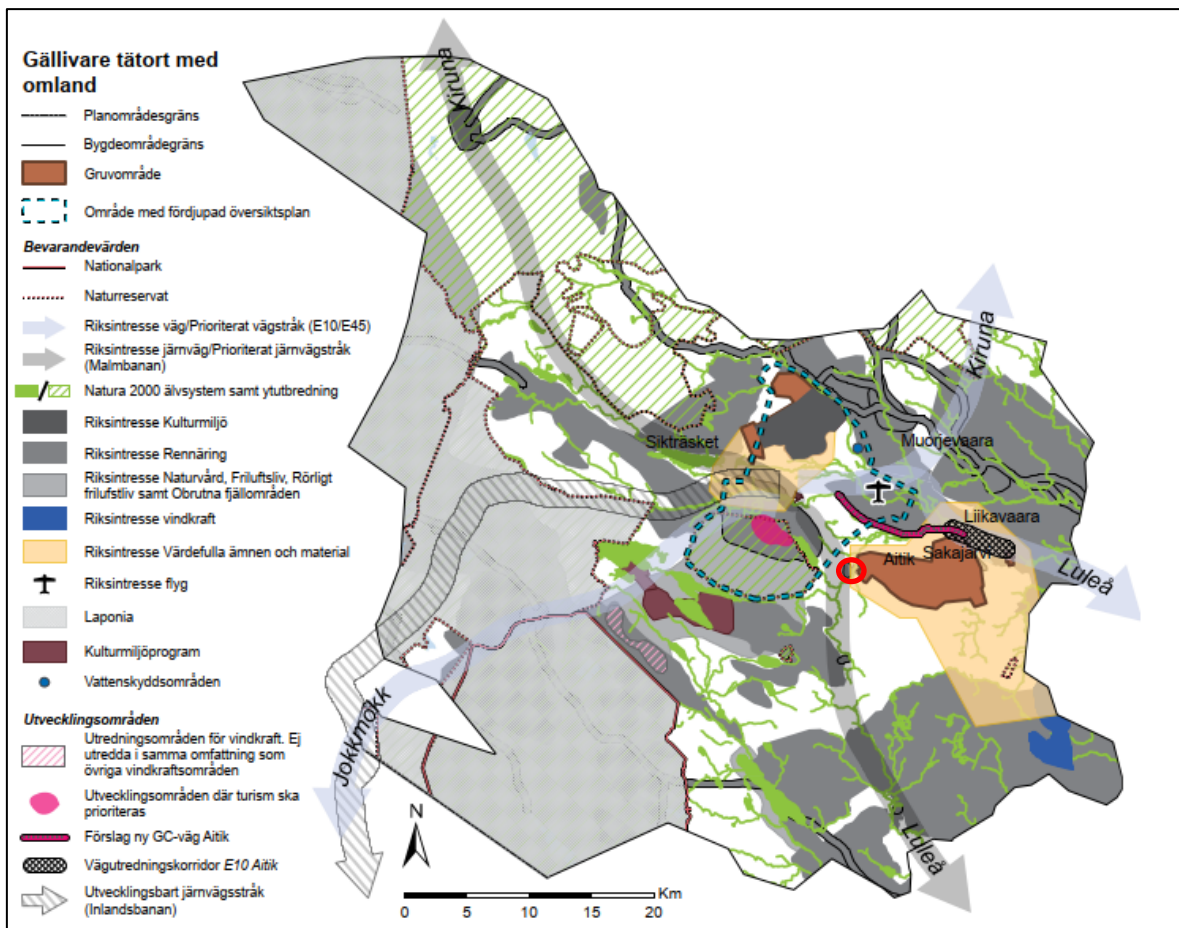 Gällivare tätort med
omland
Planområdesgräns
Bygdeområdegräns
Gruvområde
Område med fördjupad översiktsplan
Bevarandevärden
Nationalpark
Naturreservat
Riksintresse väg/Prioriterat vägstråk (E10/E45)
Riksintresse järnväg/Prioriterat järnvägstråk
(Malmbanan)
Natura 2000 älvsystem samt ytutbredning
Riksintresse Kulturmiljö
Riksintresse Rennäring
Riksintresse Naturvård, Friluftsliv, Rörligt
frilufstliv samt Obrutna fjällområden
Riksintresse vindkraft
Riksintresse Värdefulla ämnen och material
Riksintresse flyg
Laponia
Kulturmiljöprogram
Vattenskyddsområden
Utvecklingsområden
Utredningsområden för vindkraft. Ej
utredda i samma omfattning som
övriga vindkraftsområden
Utvecklingsområden där turism ska
prioriteras
Förslag ny GC-väg Aitik
Vägutredningskorridor E10 Aitik
Utvecklingsbart järnvägsstråk
(Inlandsbanan)
Kiruna
Kiruna
Muorjevaara
Sikträsket
Liikavaara
Sakajärvi
Aitik
Luleå
Jokkmokk
Luleå
N
Km
0 5 10 15 20